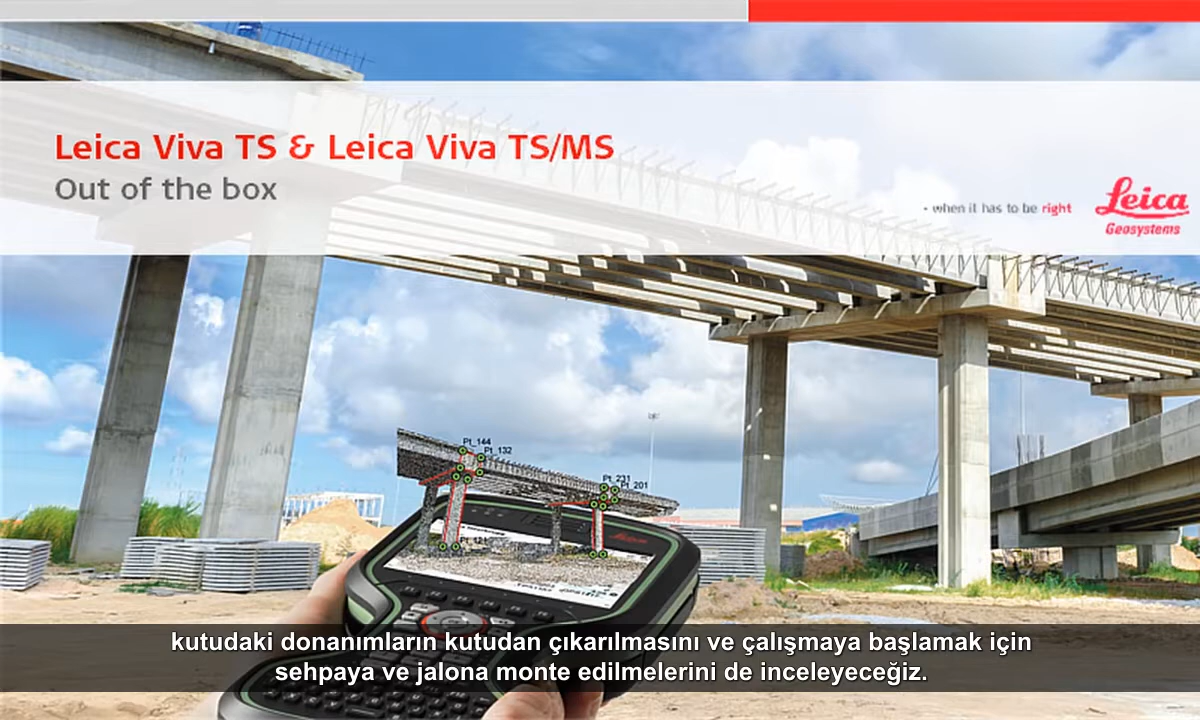 Leica Viva TS & Leica Viva TS/MS
Out of the box
- when it has to be right
Leica
Geosystems
Pt_144
Pt_132
Pt_231
Pt_201
Leica
kutudaki donanımların kutudan çıkarılmasını ve çalışmaya başlamak için
sehpaya ve jalona monte edilmelerini de inceleyeceğiz.